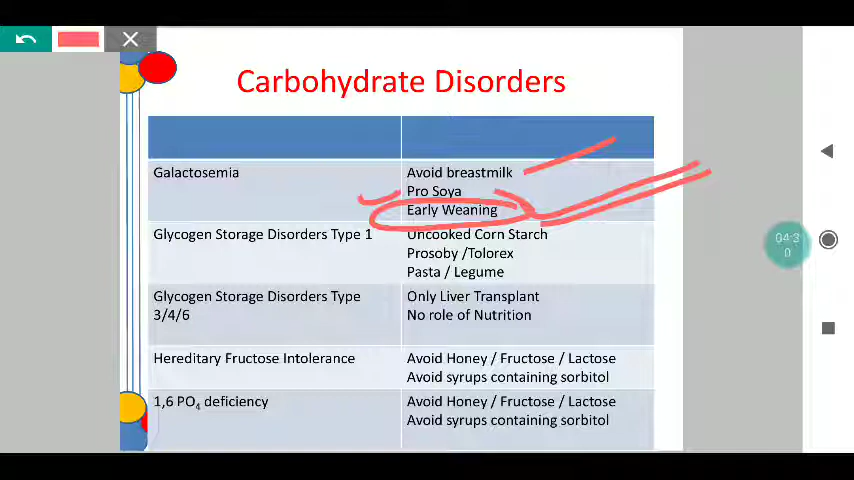 Carbohydrate Disorders
Galactosemia
Avoid breastmilk
Pro Soya
Early Weaning
Glycogen Storage Disorders Type 1
Uncooked Corn Starch
Prosoby /Tolorex
Pasta / Legume
Glycogen Storage Disorders Type
3/4/6
Only Liver Transplant
No role of Nutrition
Hereditary Fructose Intolerance
Avoid Honey / Fructose / Lactose
Avoid syrups containing sorbitol
1,6 PO4 deficiency
Avoid Honey / Fructose / Lactose
Avoid syrups containing sorbitol
04:3
0